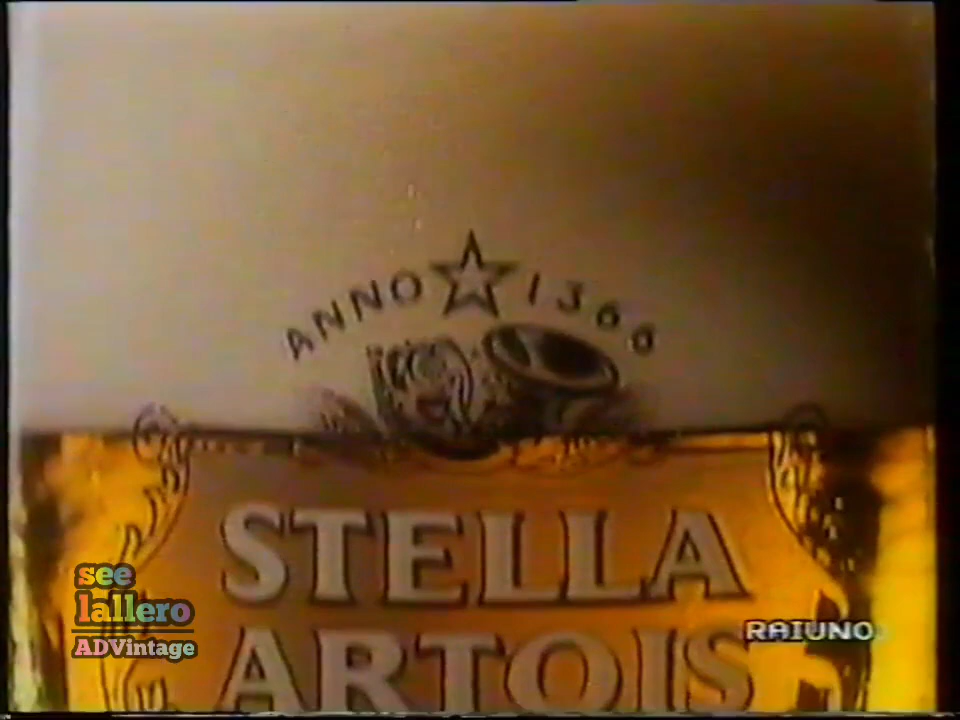 ANNO 1366
STELLA
ARTOIS
see
lallero
ADVintage
RAIUNO